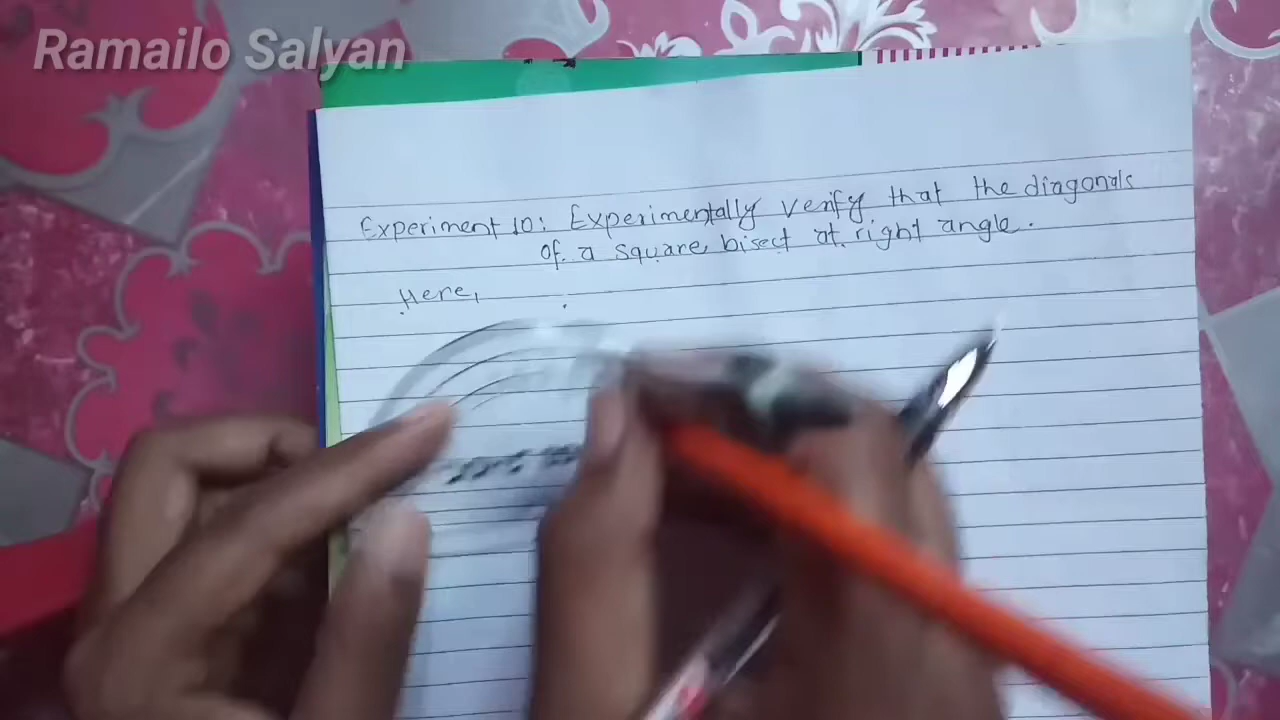 Ramailo Salyan
Experiment 10: Experimentally verify that the diagonals
of a square bisect at right angle.
Here,